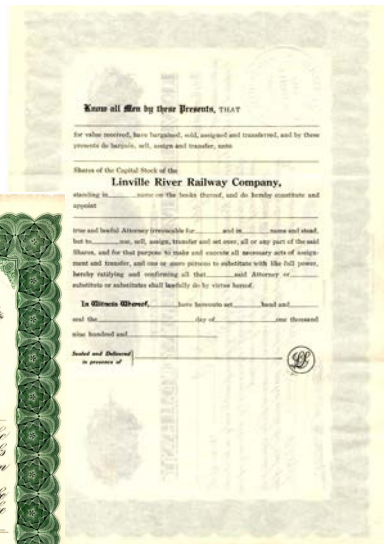 Know all Men by these Presents, THAT
for value received, have bargained, sold, assigned and transferred, and by these
presents do bargain, sell, assign and transfer, unto
Shares of the Capital Stock of the
Linville River Railway Company,
standing in name on the books thereof, and do hereby constitute and
appoint
true and lawful Attorney irrevocable for and in name and stead,
but to use, sell, assign, transfer and set over, all or any part of the said
Shares, and for that purpose to make and execute all necessary acts of assign-
ment and transfer, and one or more persons to substitute with like full power,
hereby ratifying and confirming all that said Attorney or
substitute or substitutes shall lawfully do by virtue hereof.
In Witness Whereof, have hereunto set hand and
seal the day of one thousand
nine hundred and
Sealed and Delivered
in presence of